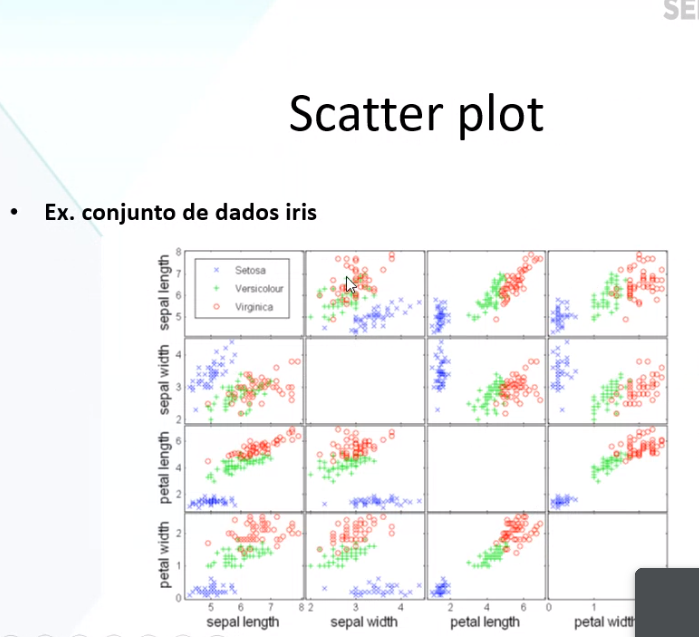 SE
Scatter plot
• Ex. conjunto de dados iris
sepal length
8
7
6
5
Setosa
Versicolour
Virginica
sepal width
4
3
2
petal length
6
4
2
petal width
2
1
0
5 6 7 8 2 3 4 2 4 6 0 1
sepal length sepal width petal length petal width